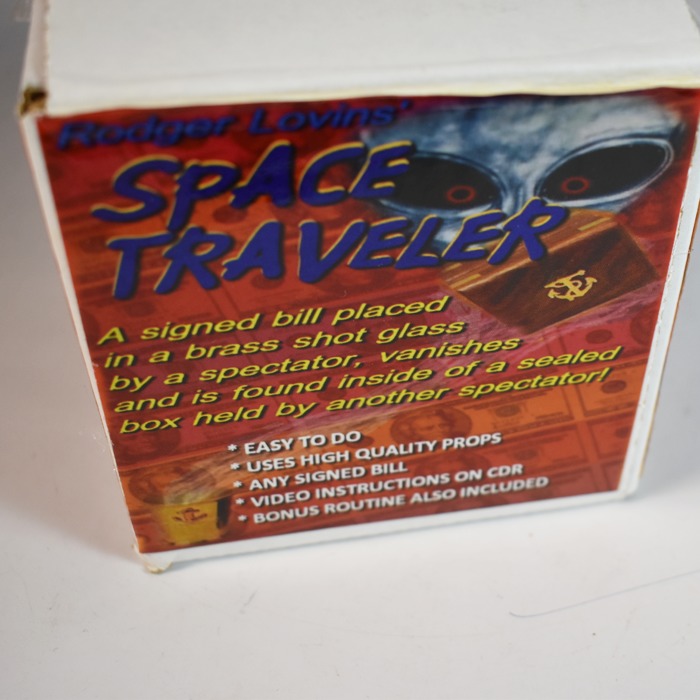 Rodger Lovins'
SPACE
TRAVELER
A signed bill placed
in a brass shot glass
by a spectator, vanishes
and is found inside of a sealed
box held by another spectator!
* EASY TO DO
* USES HIGH QUALITY PROPS
* ANY SIGNED BILL
* VIDEO INSTRUCTIONS ON CDR
* BONUS ROUTINE ALSO INCLUDED